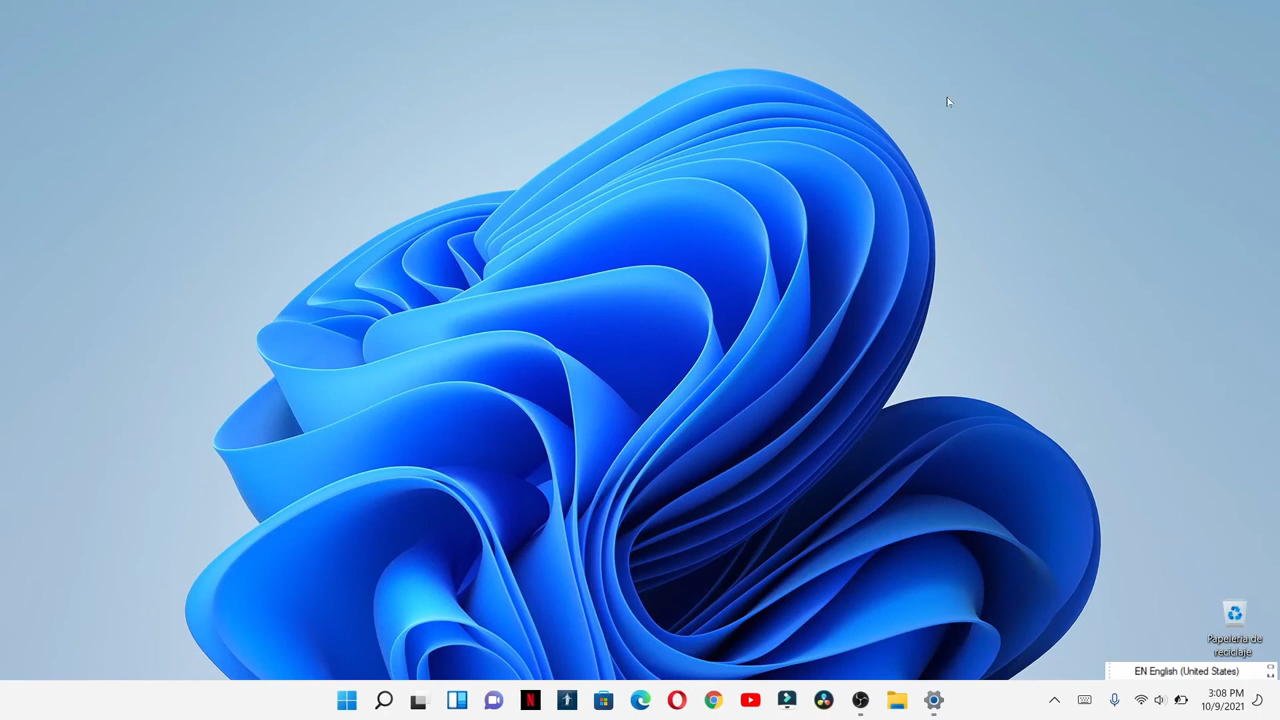 Papelería de
reciclaje
EN English (United States)
3:08 PM
10/9/2021